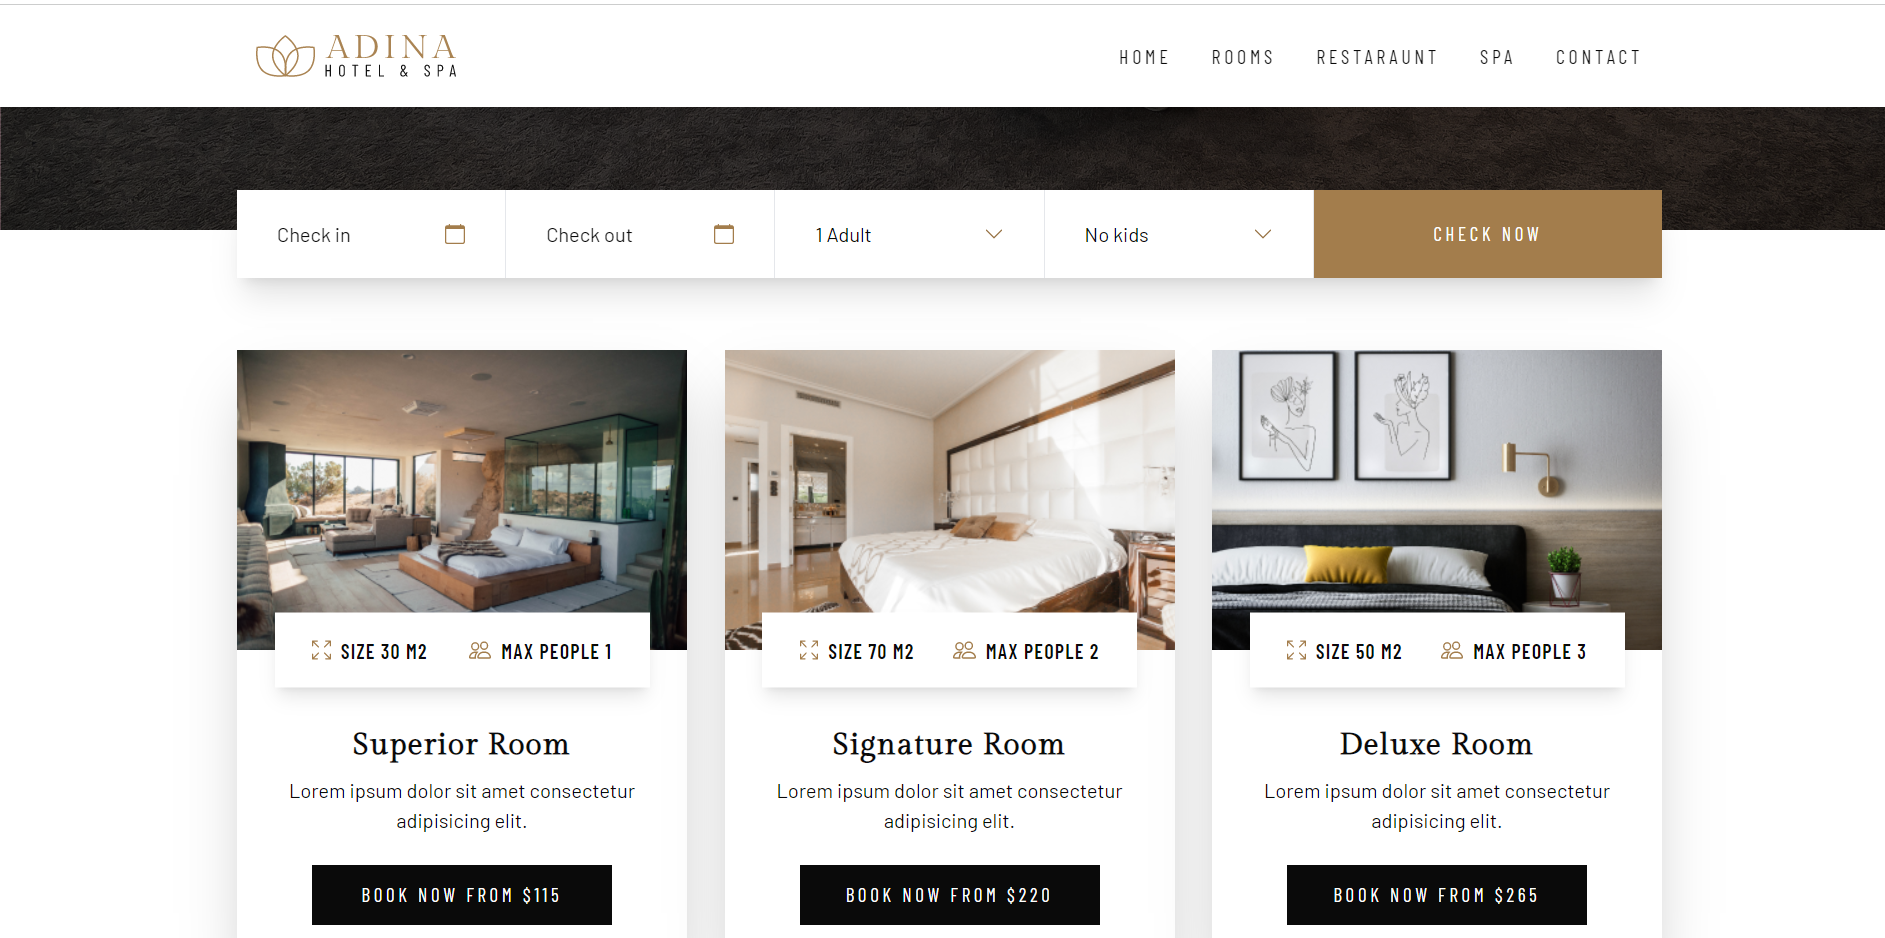 ADINA
HOTEL & SPA
HOME ROOMS RESTARAUNT SPA CONTACT
Check in Check out 1 Adult No kids CHECK NOW
SIZE 30 M2 MAX PEOPLE 1
SIZE 70 M2 MAX PEOPLE 2
SIZE 50 M2 MAX PEOPLE 3
Superior Room
Signature Room
Deluxe Room
Lorem ipsum dolor sit amet consectetur
adipisicing elit.
Lorem ipsum dolor sit amet consectetur
adipisicing elit.
Lorem ipsum dolor sit amet consectetur
adipisicing elit.
BOOK NOW FROM $115
BOOK NOW FROM $220
BOOK NOW FROM $265